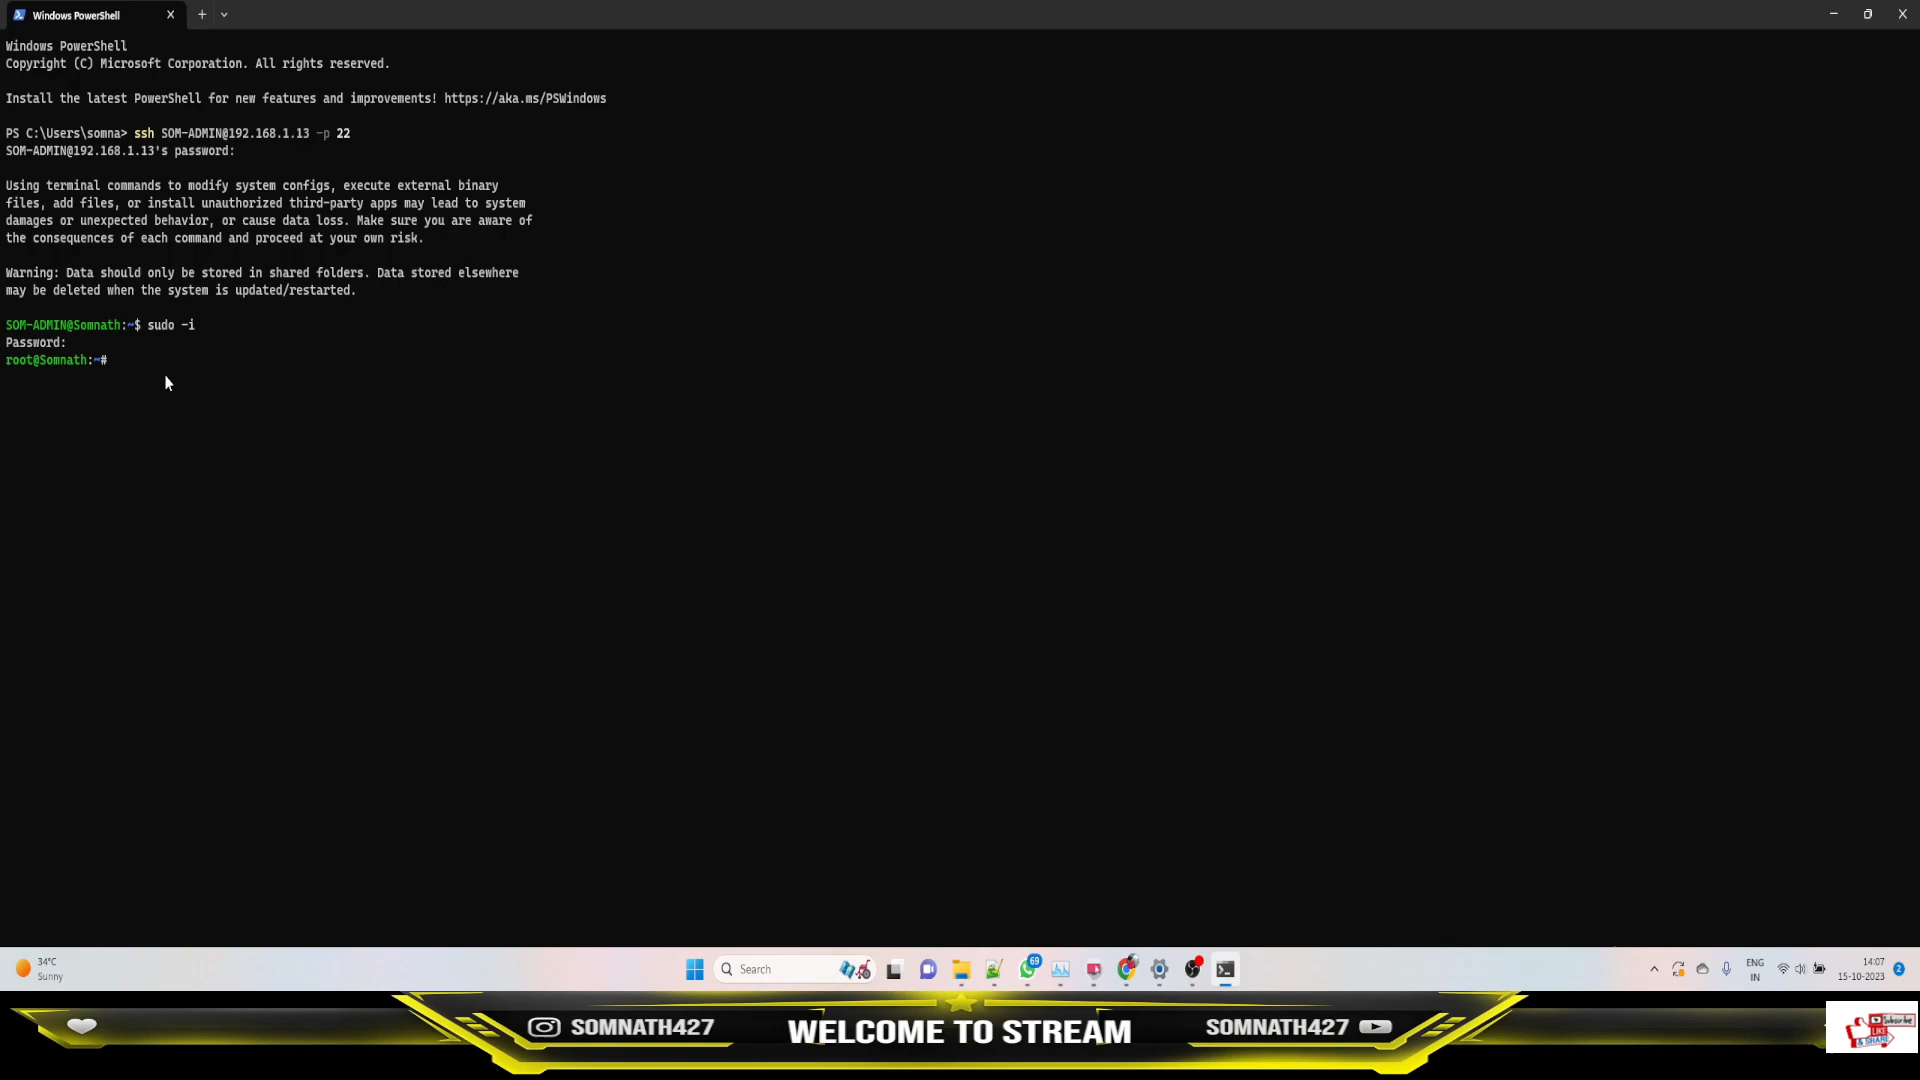 Windows PowerShell
Windows PowerShell
Copyright (C) Microsoft Corporation. All rights reserved.
Install the latest PowerShell for new features and improvements! https://aka.ms/PSWindows
PS C:\Users\somna> ssh SOM-ADMIN@192.168.1.13 -p 22
SOM-ADMIN@192.168.1.13's password:
Using terminal commands to modify system configs, execute external binary
files, add files, or install unauthorized third-party apps may lead to system
damages or unexpected behavior, or cause data loss. Make sure you are aware of
the consequences of each command and proceed at your own risk.
Warning: Data should only be stored in shared folders. Data stored elsewhere
may be deleted when the system is updated/restarted.
SOM-ADMIN@Somnath:~$ sudo -i
Password:
root@Somnath:~#
34°C
Sunny
Search
69
ENG
IN
14:07
15-10-2023
2
SOMNATH427
WELCOME TO STREAM
SOMNATH427
Subscribe
LIKE
& SHARE